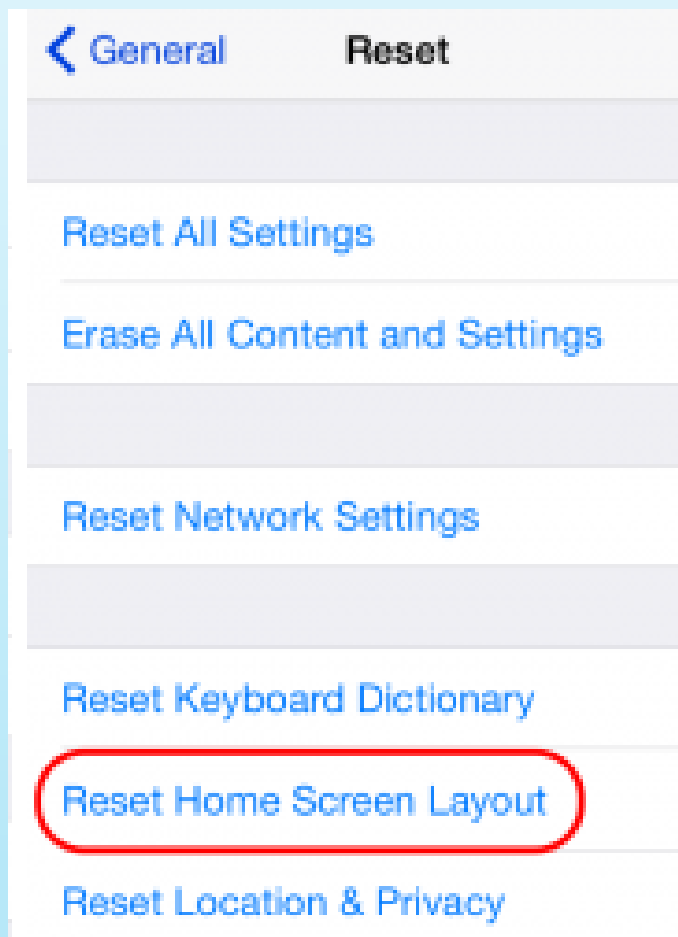 General Reset
Reset All Settings
Erase All Content and Settings
Reset Network Settings
Reset Keyboard Dictionary
Reset Home Screen Layout
Reset Location & Privacy